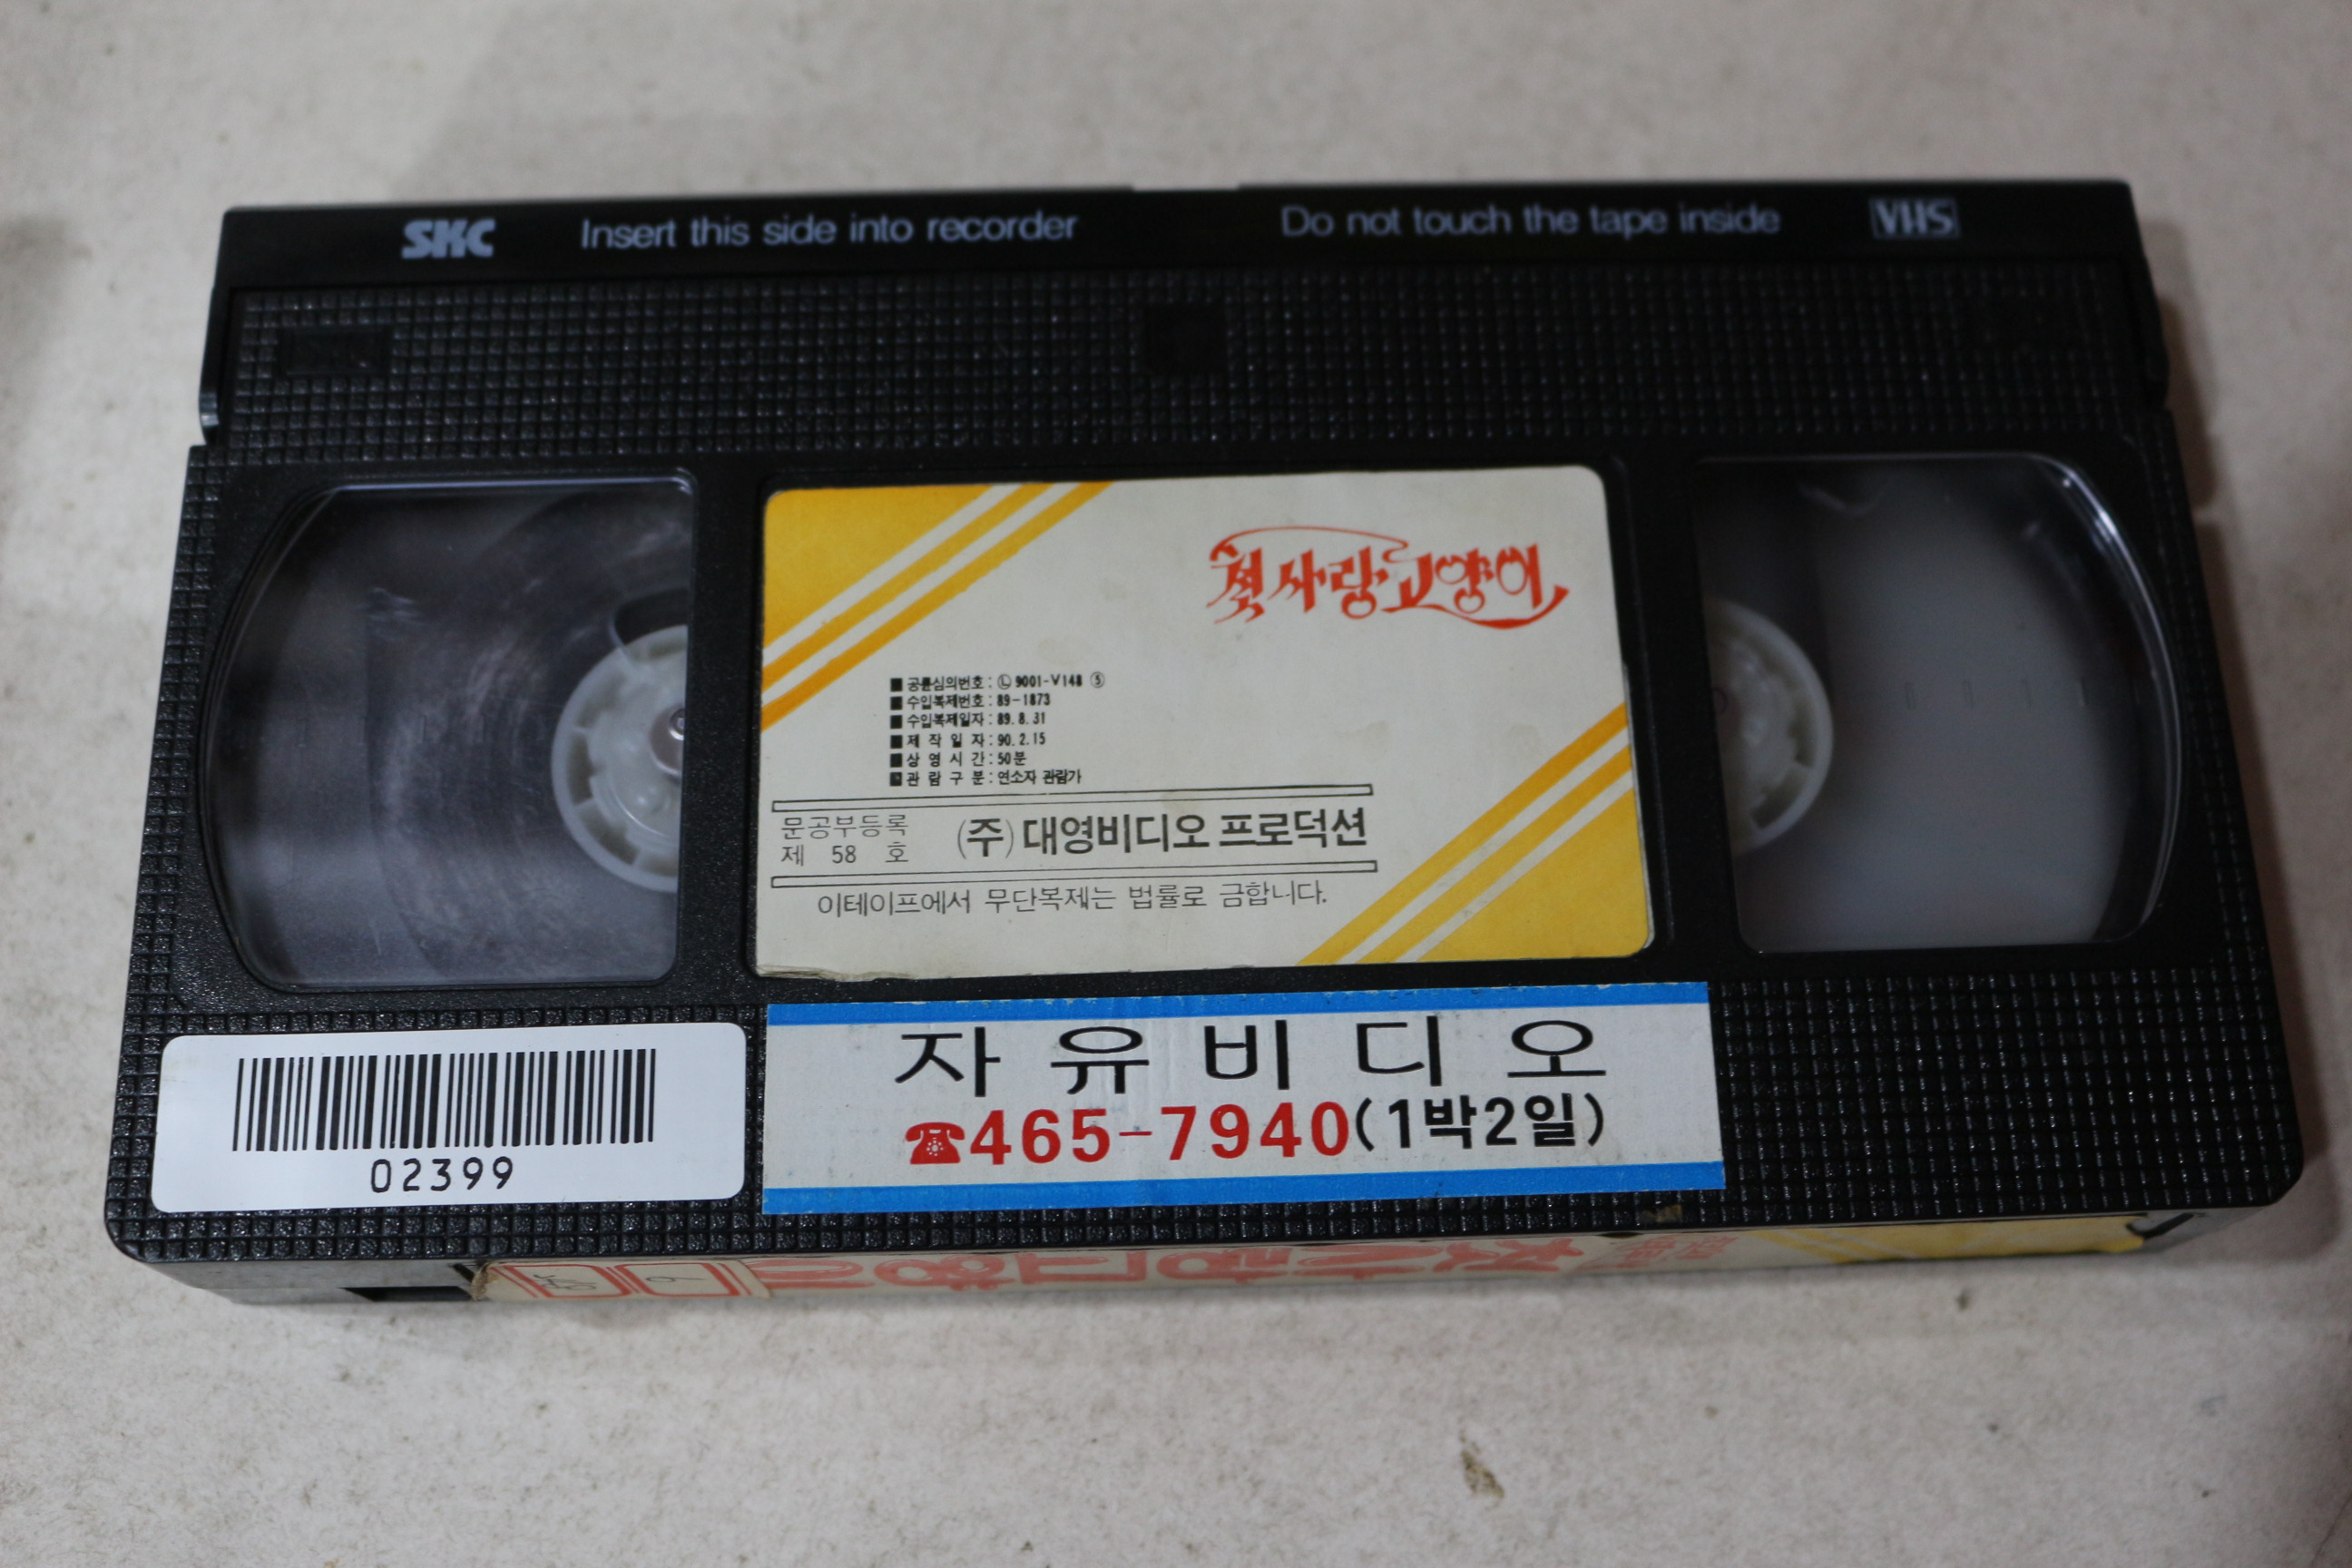 SKC Insert this side into recorder Do not touch the tape inside VHS
첫사랑 고양이
■ 공륜심의번호 : Ⓛ 9001-V148 ⑤
■ 수입복제번호 : 89-1873
■ 수입복제일자 : 89. 8. 31
■ 제 작 일 자 : 90. 2. 15
■ 상 영 시 간 : 50분
■ 관 람 구 분 : 연소자 관람가
문공부등록
제 58 호
(주) 대영비디오 프로덕션
이테이프에서 무단복제는 법률로 금합니다.
자유비디오
☎465-7940(1박2일)
02399